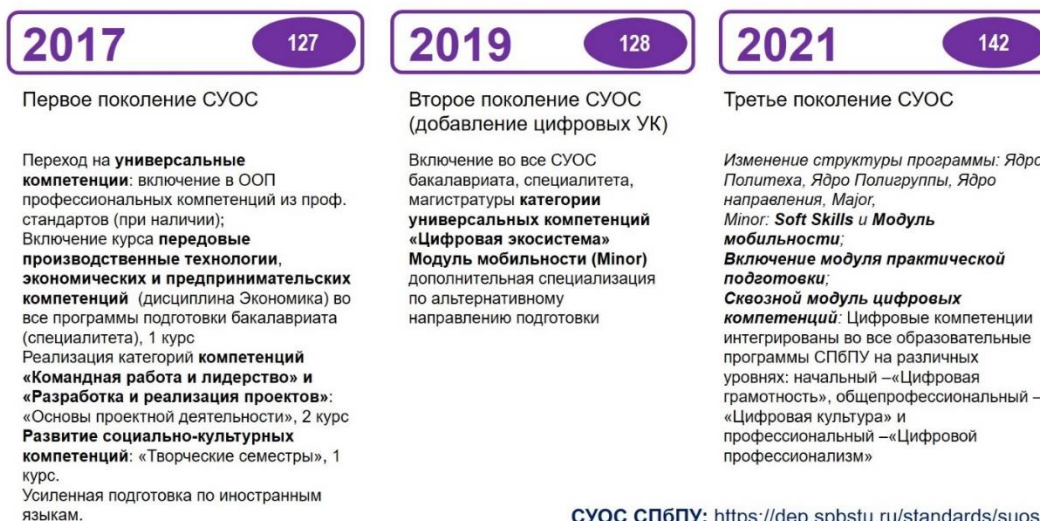 2017 127
Первое поколение СУОС
Переход на универсальные
компетенции: включение в ООП
профессиональных компетенций из проф.
стандартов (при наличии);
Включение курса передовые
производственные технологии,
экономических и предпринимательских
компетенций (дисциплина Экономика) во
все программы подготовки бакалавриата
(специалитета), 1 курс
Реализация категорий компетенций
«Командная работа и лидерство» и
«Разработка и реализация проектов»:
«Основы проектной деятельности», 2 курс
Развитие социально-культурных
компетенций: «Творческие семестры», 1
курс.
Усиленная подготовка по иностранным
языкам.
2019 128
Второе поколение СУОС
(добавление цифровых УК)
Включение во все СУОС
бакалавриата, специалитета,
магистратуры категории
универсальных компетенций
«Цифровая экосистема»
Модуль мобильности (Minor)
дополнительная специализация
по альтернативному
направлению подготовки
2021 142
Третье поколение СУОС
Изменение структуры программы: Ядро
Политеха, Ядро Полигруппы, Ядро
направления, Major,
Minor: Soft Skills и Модуль
мобильности;
Включение модуля практической
подготовки;
Сквозной модуль цифровых
компетенций: Цифровые компетенции
интегрированы во все образовательные
программы СПбПУ на различных
уровнях: начальный –«Цифровая
грамотность», общепрофессиональный –
«Цифровая культура» и
профессиональный –«Цифровой
профессионализм»
СУОС СПбПУ: https://dep.spbstu.ru/standards/suos